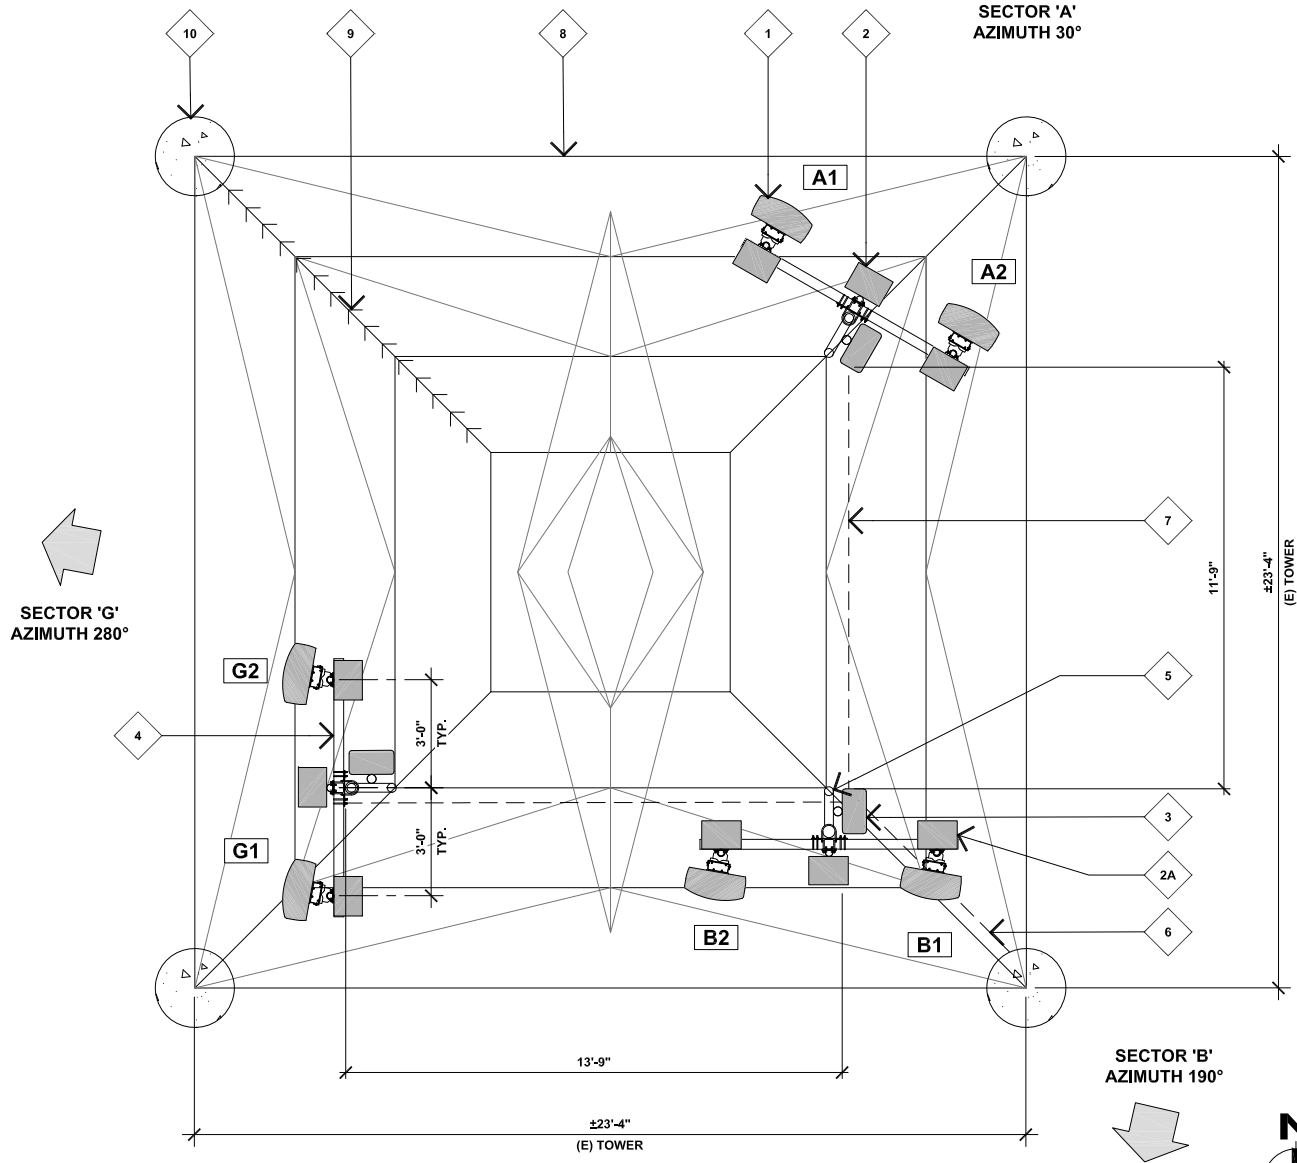 SECTOR 'A'
AZIMUTH 30°
10
9
8
1
2
A1
A2
7
11'-9"
±23'-4"
(E) TOWER
SECTOR 'G'
AZIMUTH 280°
G2
4
3'-0"
TYP.
5
3
G1
3'-0"
TYP.
2A
B2
B1
6
13'-9"
SECTOR 'B'
AZIMUTH 190°
±23'-4"
(E) TOWER
N